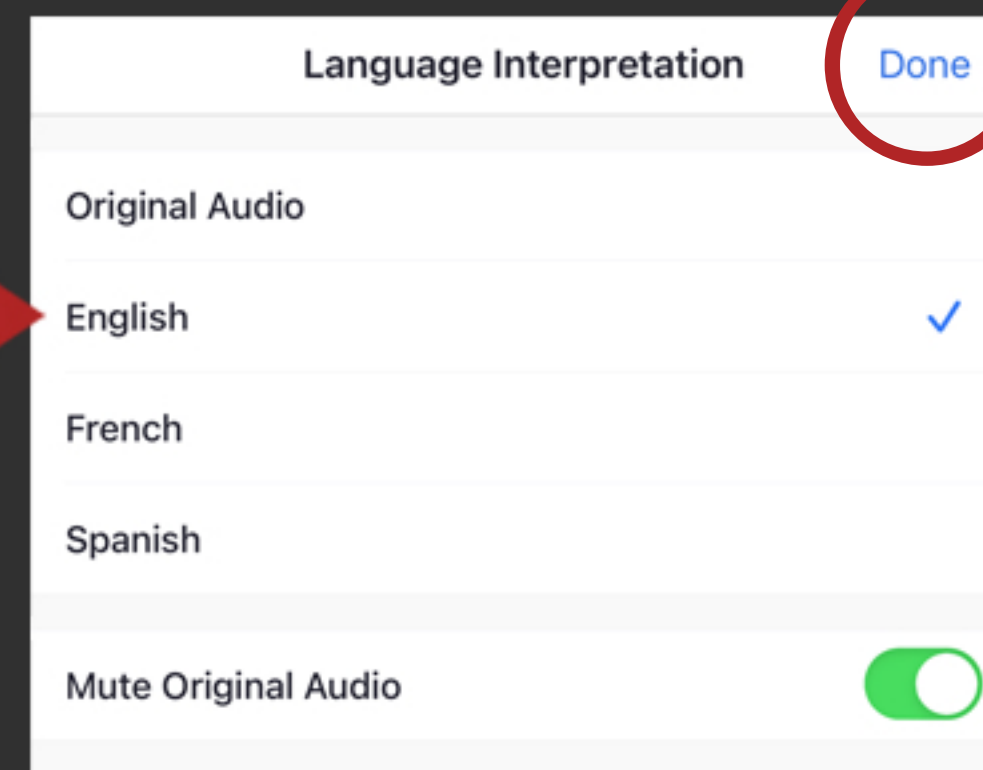 Language Interpretation Done
Original Audio
English
French
Spanish
Mute Original Audio